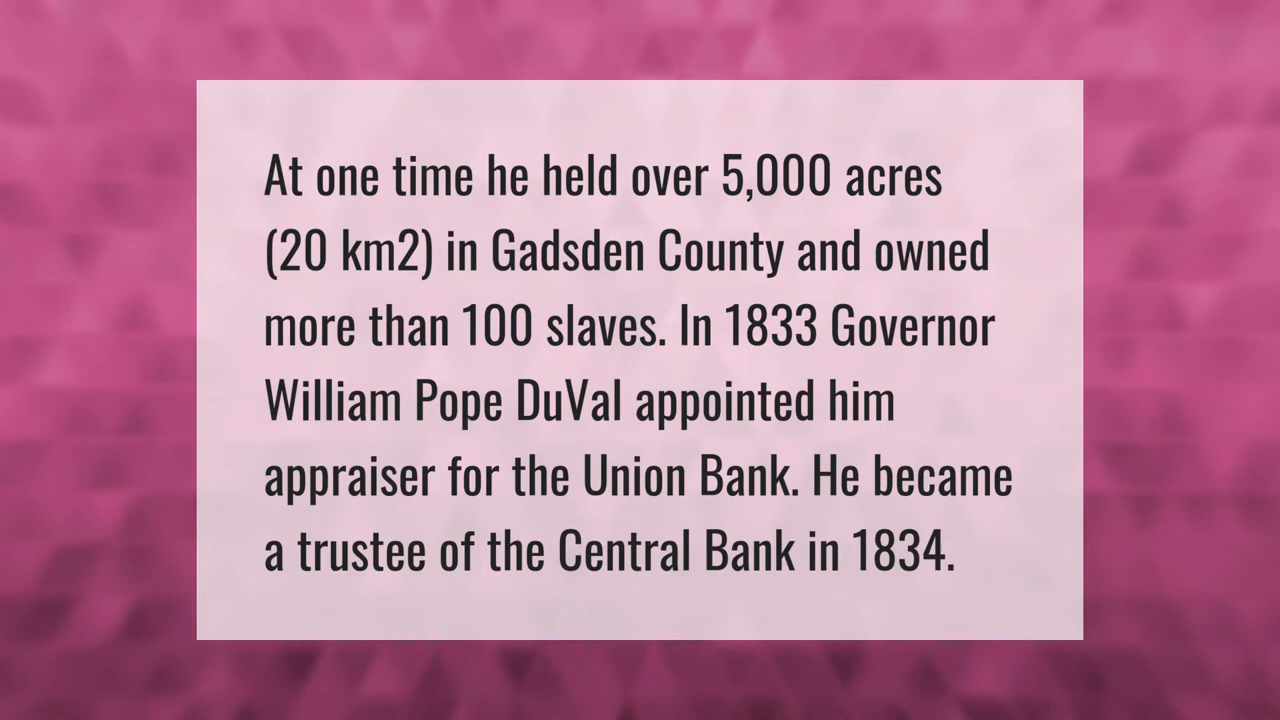 At one time he held over 5,000 acres
(20 km2) in Gadsden County and owned
more than 100 slaves. In 1833 Governor
William Pope DuVal appointed him
appraiser for the Union Bank. He became
a trustee of the Central Bank in 1834.